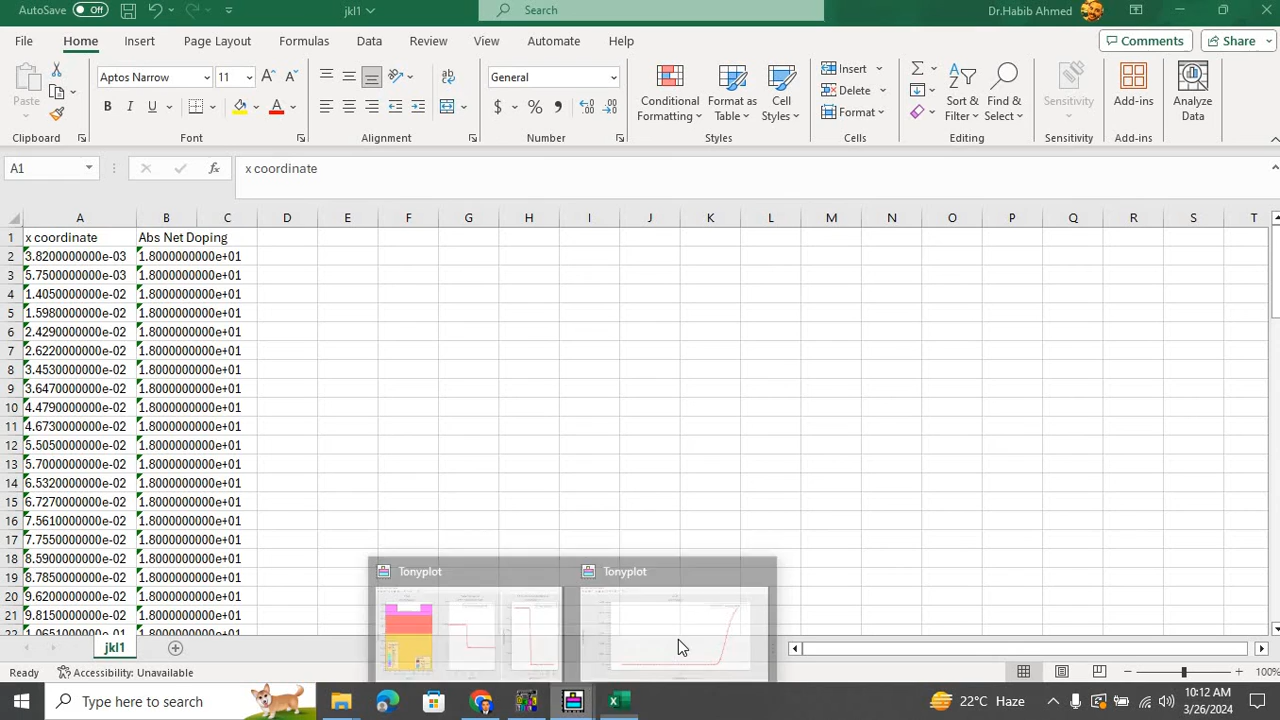 AutoSave Off jkl1 Search Dr.Habib Ahmed
File Home Insert Page Layout Formulas Data Review View Automate Help Comments Share
Aptos Narrow 11 General Insert
Paste Conditional Formatting Format as Table Cell Styles Delete Sort & Filter Find & Select Sensitivity Add-ins Analyze Data
B I U A $ % Format
Clipboard Font Alignment Number Styles Cells Editing Sensitivity Add-ins
A1 fx x coordinate
A B C D E F G H I J K L M N O P Q R S T
1 x coordinate Abs Net Doping
2 3.8200000000e-03 1.8000000000e+01
3 5.7500000000e-03 1.8000000000e+01
4 1.4050000000e-02 1.8000000000e+01
5 1.5980000000e-02 1.8000000000e+01
6 2.4290000000e-02 1.8000000000e+01
7 2.6220000000e-02 1.8000000000e+01
8 3.4530000000e-02 1.8000000000e+01
9 3.6470000000e-02 1.8000000000e+01
10 4.4790000000e-02 1.8000000000e+01
11 4.6730000000e-02 1.8000000000e+01
12 5.5050000000e-02 1.8000000000e+01
13 5.7000000000e-02 1.8000000000e+01
14 6.5320000000e-02 1.8000000000e+01
15 6.7270000000e-02 1.8000000000e+01
16 7.5610000000e-02 1.8000000000e+01
17 7.7550000000e-02 1.8000000000e+01
18 8.5900000000e-02 1.8000000000e+01
19 8.7850000000e-02 1.8000000000e+01
20 9.6200000000e-02 1.8000000000e+01
21 9.8150000000e-02 1.8000000000e+01
22 1.0651000000e-01 1.8000000000e+01
Tonyplot Tonyplot
jkl1
Ready Accessibility: Unavailable 100%
Type here to search 22°C Haze 10:12 AM
3/26/2024